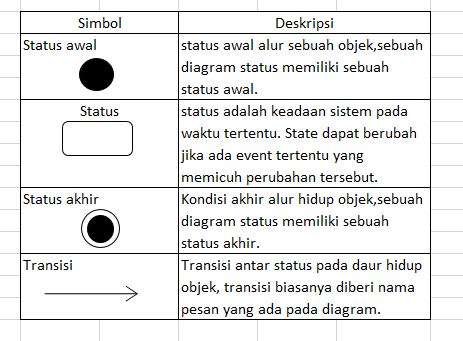 Simbol Deskripsi
Status awal
status awal alur sebuah objek,sebuah
diagram status memiliki sebuah
status awal.
Status
status adalah keadaan sistem pada
waktu tertentu. State dapat berubah
jika ada event tertentu yang
memicuh perubahan tersebut.
Status akhir
Kondisi akhir alur hidup objek,sebuah
diagram status memiliki sebuah
status akhir.
Transisi
Transisi antar status pada daur hidup
objek, transisi biasanya diberi nama
pesan yang ada pada diagram.